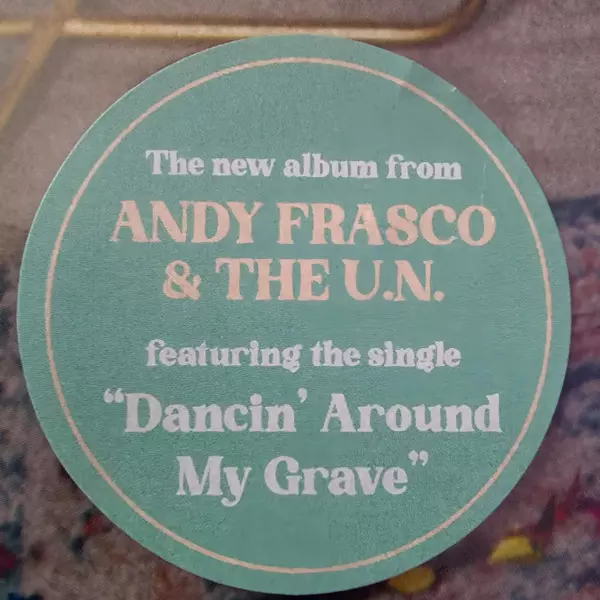 The new album from
ANDY FRASCO
& THE U.N.
featuring the single
“Dancin’ Around
My Grave”